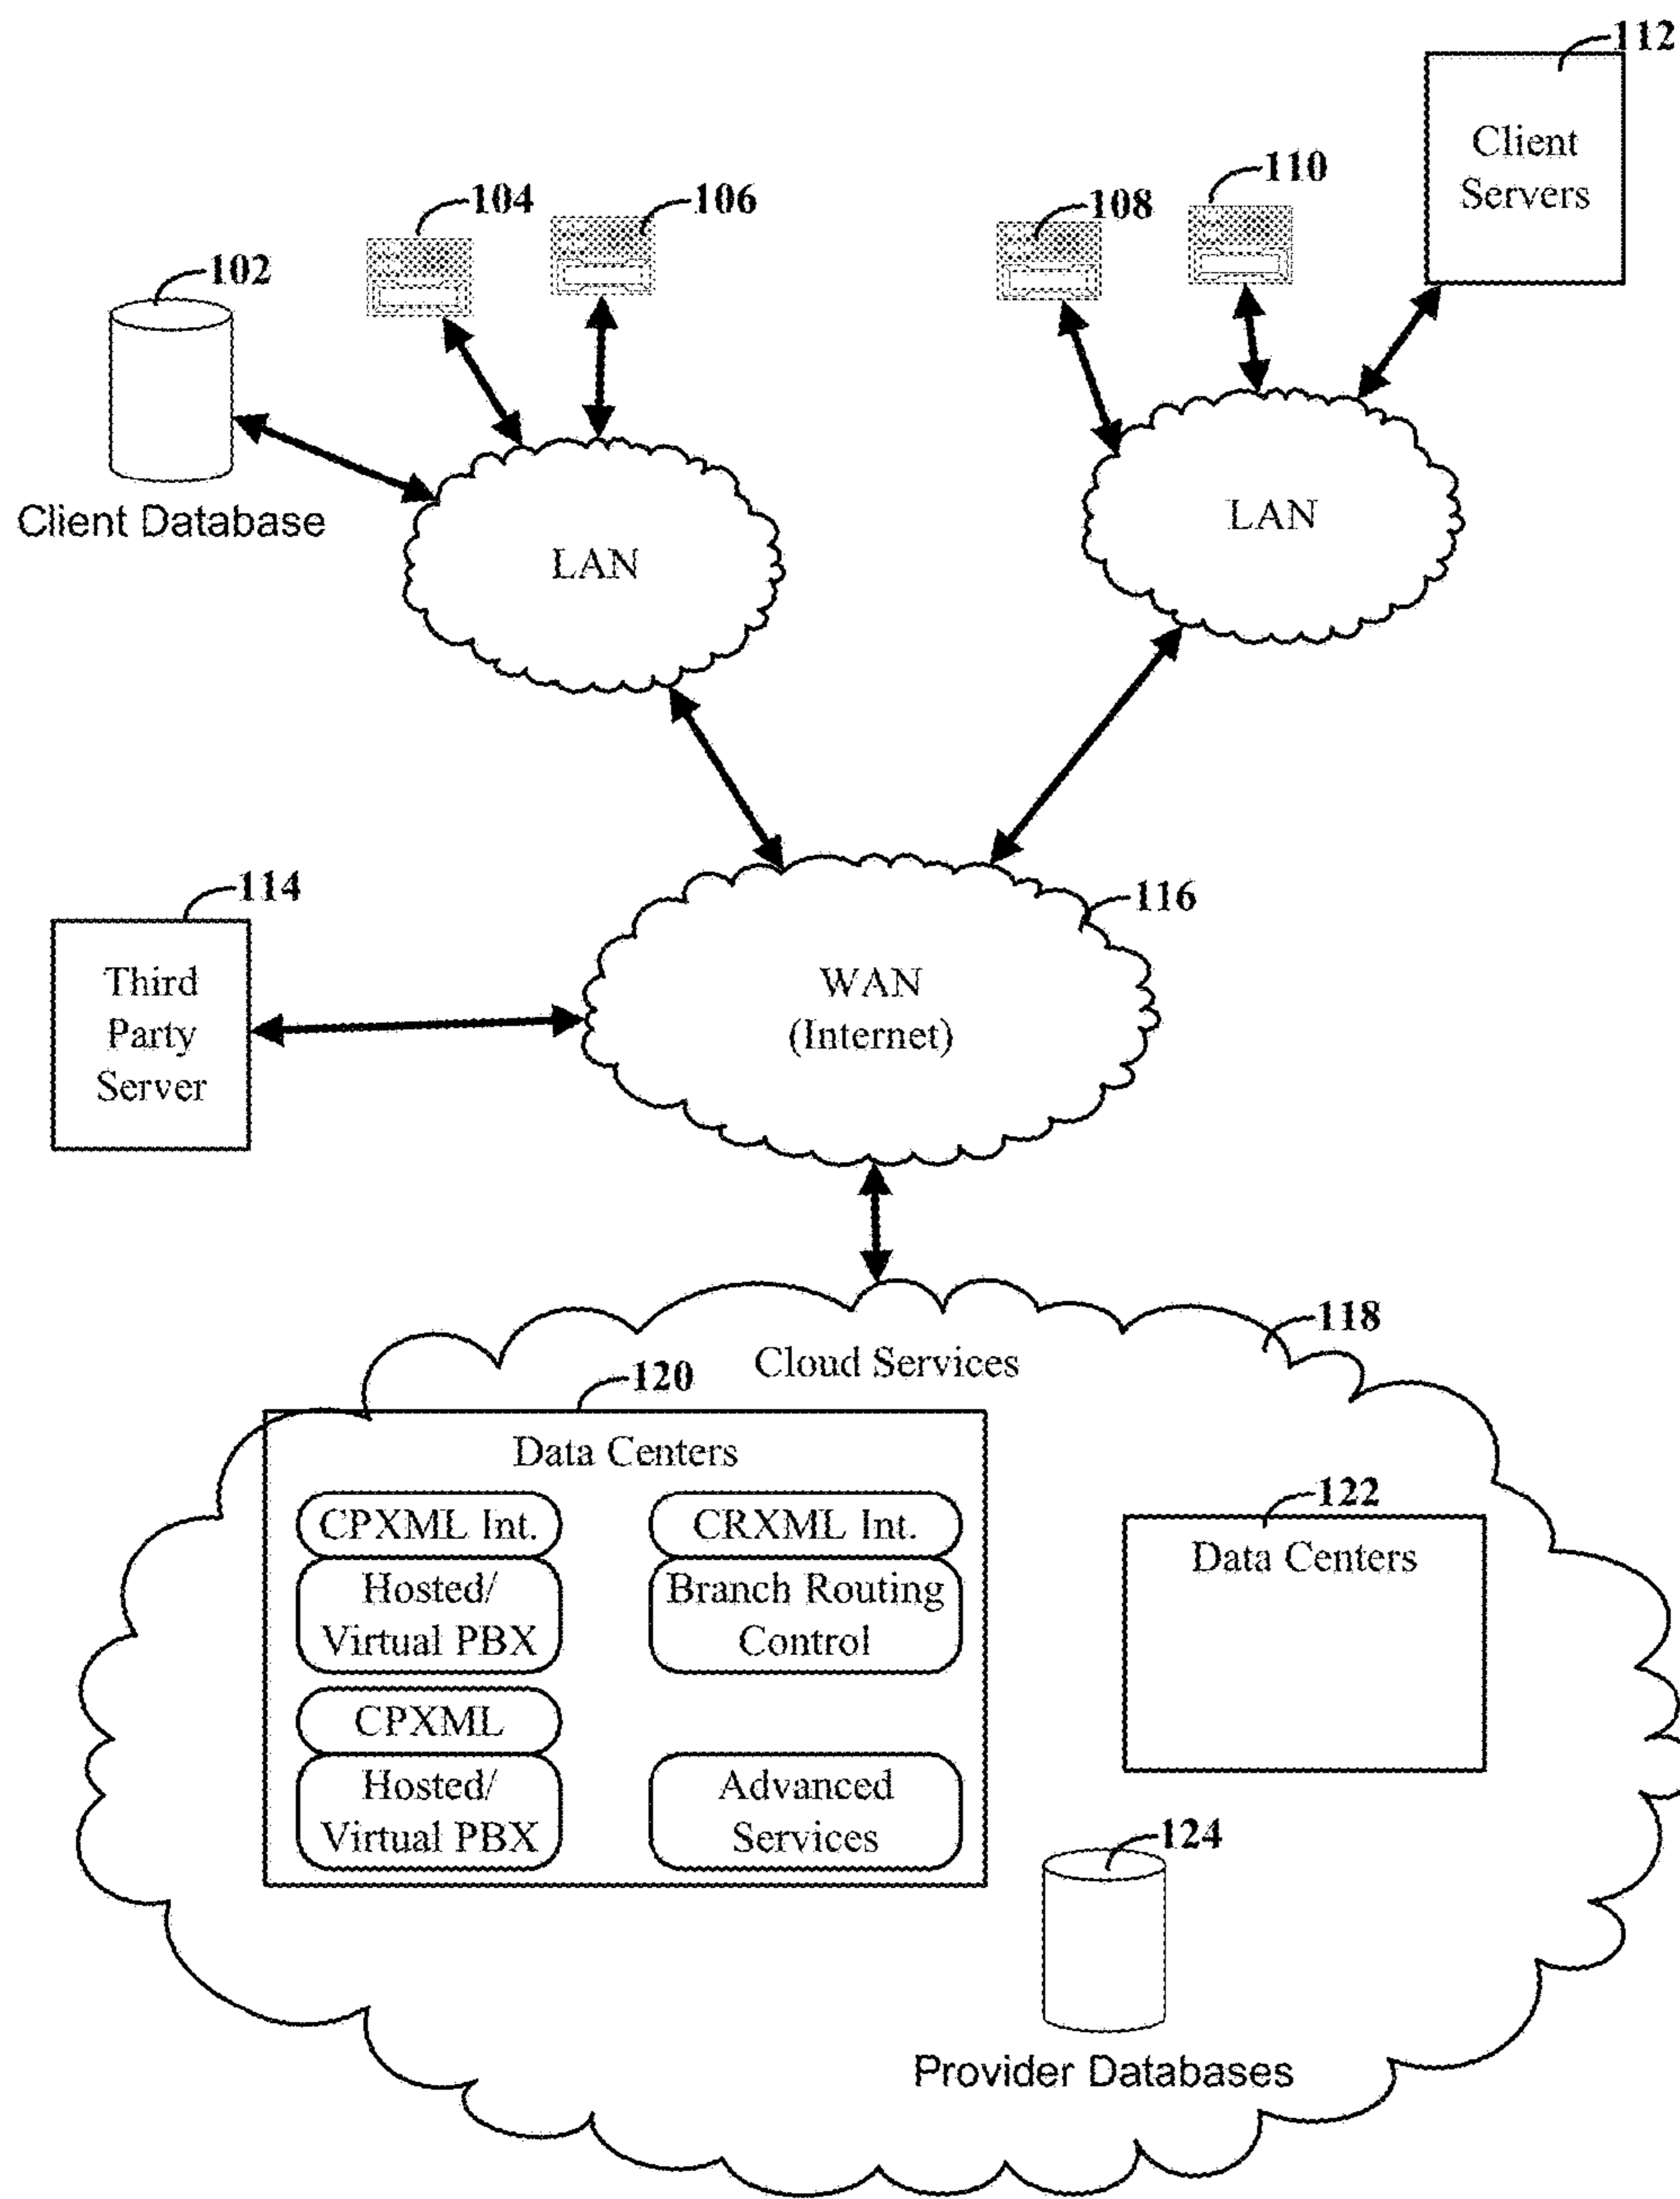 112
Client
Servers
110
104
106
108
102
Client Database
LAN
LAN
114
116
Third
Party
Server
WAN
(Internet)
118
Cloud Services
120
Data Centers
CPXML Int.
CRXML Int.
122
Data Centers
Hosted/
Virtual PBX
Branch Routing
Control
CPXML
Hosted/
Virtual PBX
Advanced
Services
124
Provider Databases